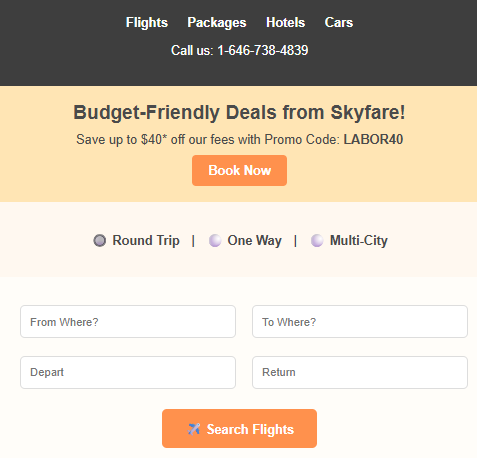 Flights Packages Hotels Cars
Call us: 1-646-738-4839
Budget-Friendly Deals from Skyfare!
Save up to $40* off our fees with Promo Code: LABOR40
Book Now
Round Trip | One Way | Multi-City
From Where? To Where?
Depart Return
Search Flights